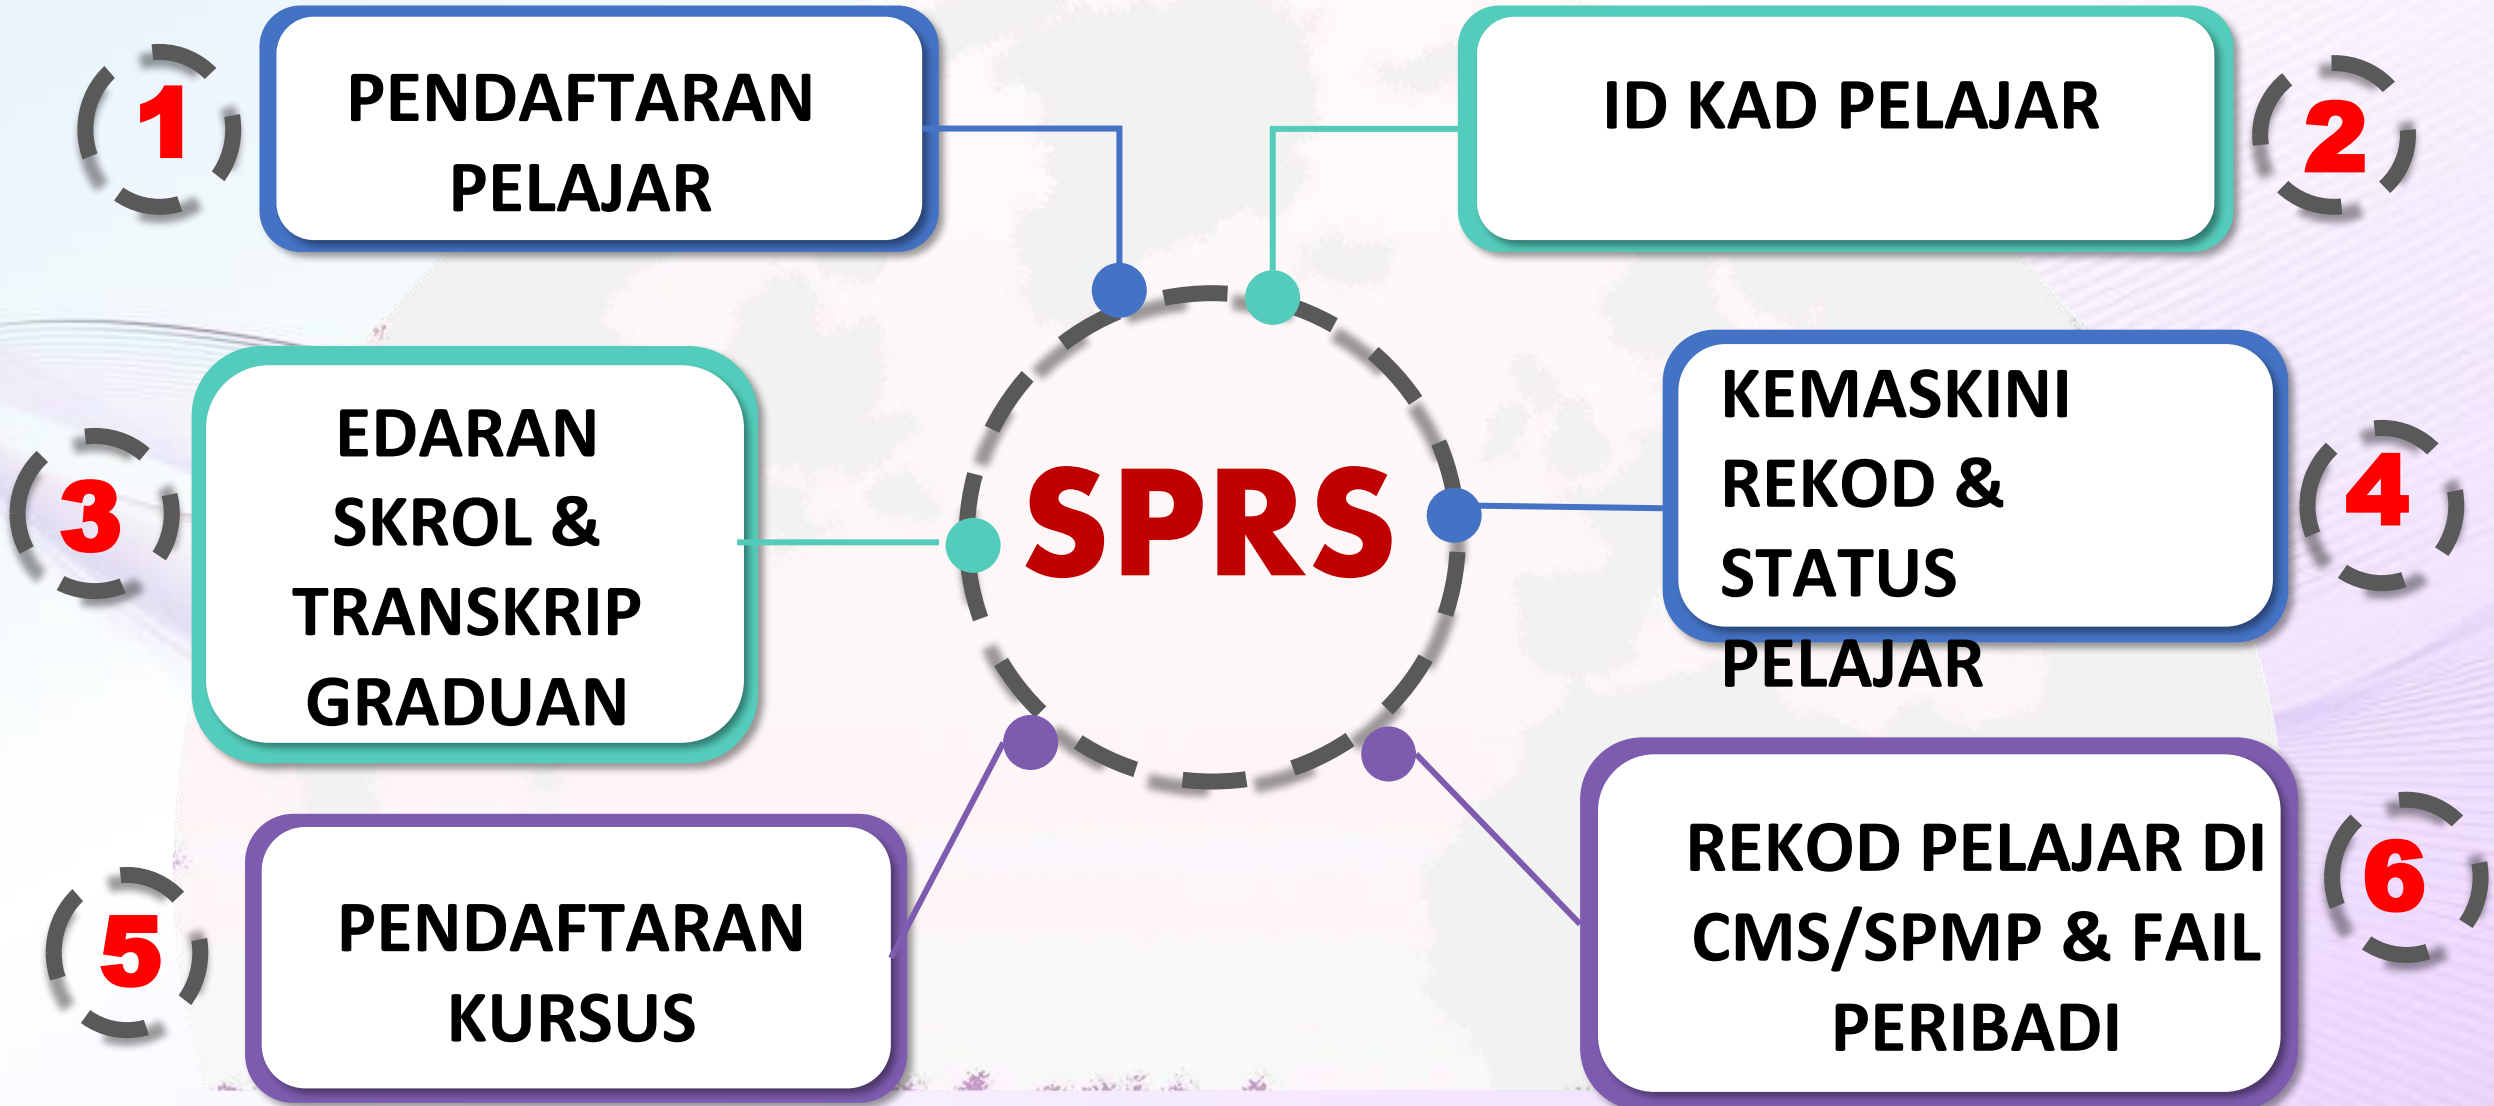 1
PENDAFTARAN
PELAJAR
ID KAD PELAJAR
2
3
EDARAN
SKROL &
TRANSKRIP
GRADUAN
SPRS
KEMASKINI
REKOD &
STATUS
PELAJAR
4
5
PENDAFTARAN
KURSUS
REKOD PELAJAR DI
CMS/SPMP & FAIL
PERIBADI
6